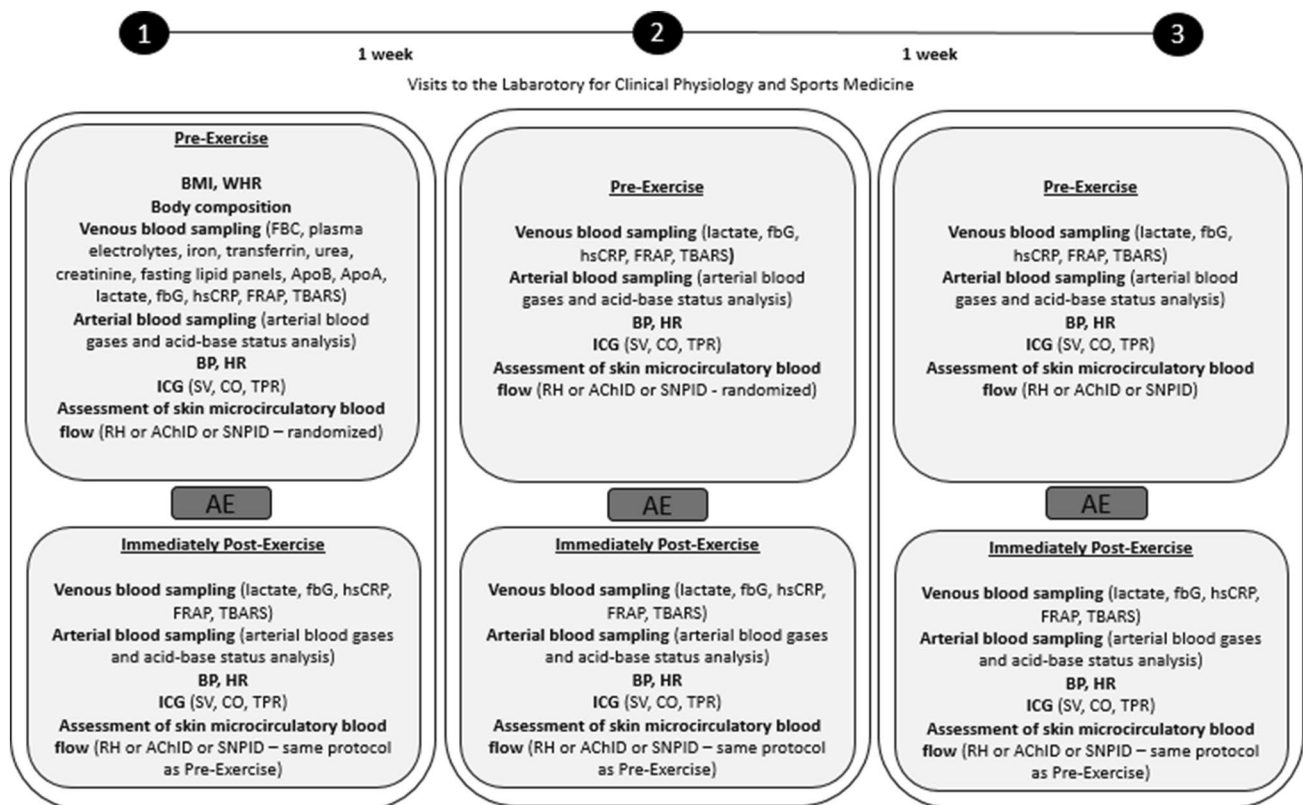 1
2
3
1 week
1 week
Visits to the Labarotory for Clinical Physiology and Sports Medicine
Pre-Exercise
BMI, WHR
Body composition
Venous blood sampling (FBC, plasma
electrolytes, iron, transferrin, urea,
creatinine, fasting lipid panels, ApoB, ApoA,
lactate, fbG, hsCRP, FRAP, TBARS)
Arterial blood sampling (arterial blood
gases and acid-base status analysis)
BP, HR
ICG (SV, CO, TPR)
Assessment of skin microcirculatory blood
flow (RH or AChID or SNPID – randomized)
AE
Immediately Post-Exercise
Venous blood sampling (lactate, fbG, hsCRP,
FRAP, TBARS)
Arterial blood sampling (arterial blood gases
and acid-base status analysis)
BP, HR
ICG (SV, CO, TPR)
Assessment of skin microcirculatory blood
flow (RH or AChID or SNPID – same protocol
as Pre-Exercise)
Pre-Exercise
Venous blood sampling (lactate, fbG,
hsCRP, FRAP, TBARS)
Arterial blood sampling (arterial blood
gases and acid-base status analysis)
BP, HR
ICG (SV, CO, TPR)
Assessment of skin microcirculatory blood
flow (RH or AChID or SNPID - randomized)
AE
Immediately Post-Exercise
Venous blood sampling (lactate, fbG, hsCRP,
FRAP, TBARS)
Arterial blood sampling (arterial blood gases
and acid-base status analysis)
BP, HR
ICG (SV, CO, TPR)
Assessment of skin microcirculatory blood
flow (RH or AChID or SNPID – same protocol
as Pre-Exercise)
Pre-Exercise
Venous blood sampling (lactate, fbG,
hsCRP, FRAP, TBARS)
Arterial blood sampling (arterial blood
gases and acid-base status analysis)
BP, HR
ICG (SV, CO, TPR)
Assessment of skin microcirculatory blood
flow (RH or AChID or SNPID)
AE
Immediately Post-Exercise
Venous blood sampling (lactate, fbG, hsCRP,
FRAP, TBARS)
Arterial blood sampling (arterial blood gases
and acid-base status analysis)
BP, HR
ICG (SV, CO, TPR)
Assessment of skin microcirculatory blood
flow (RH or AChID or SNPID – same protocol
as Pre-Exercise)